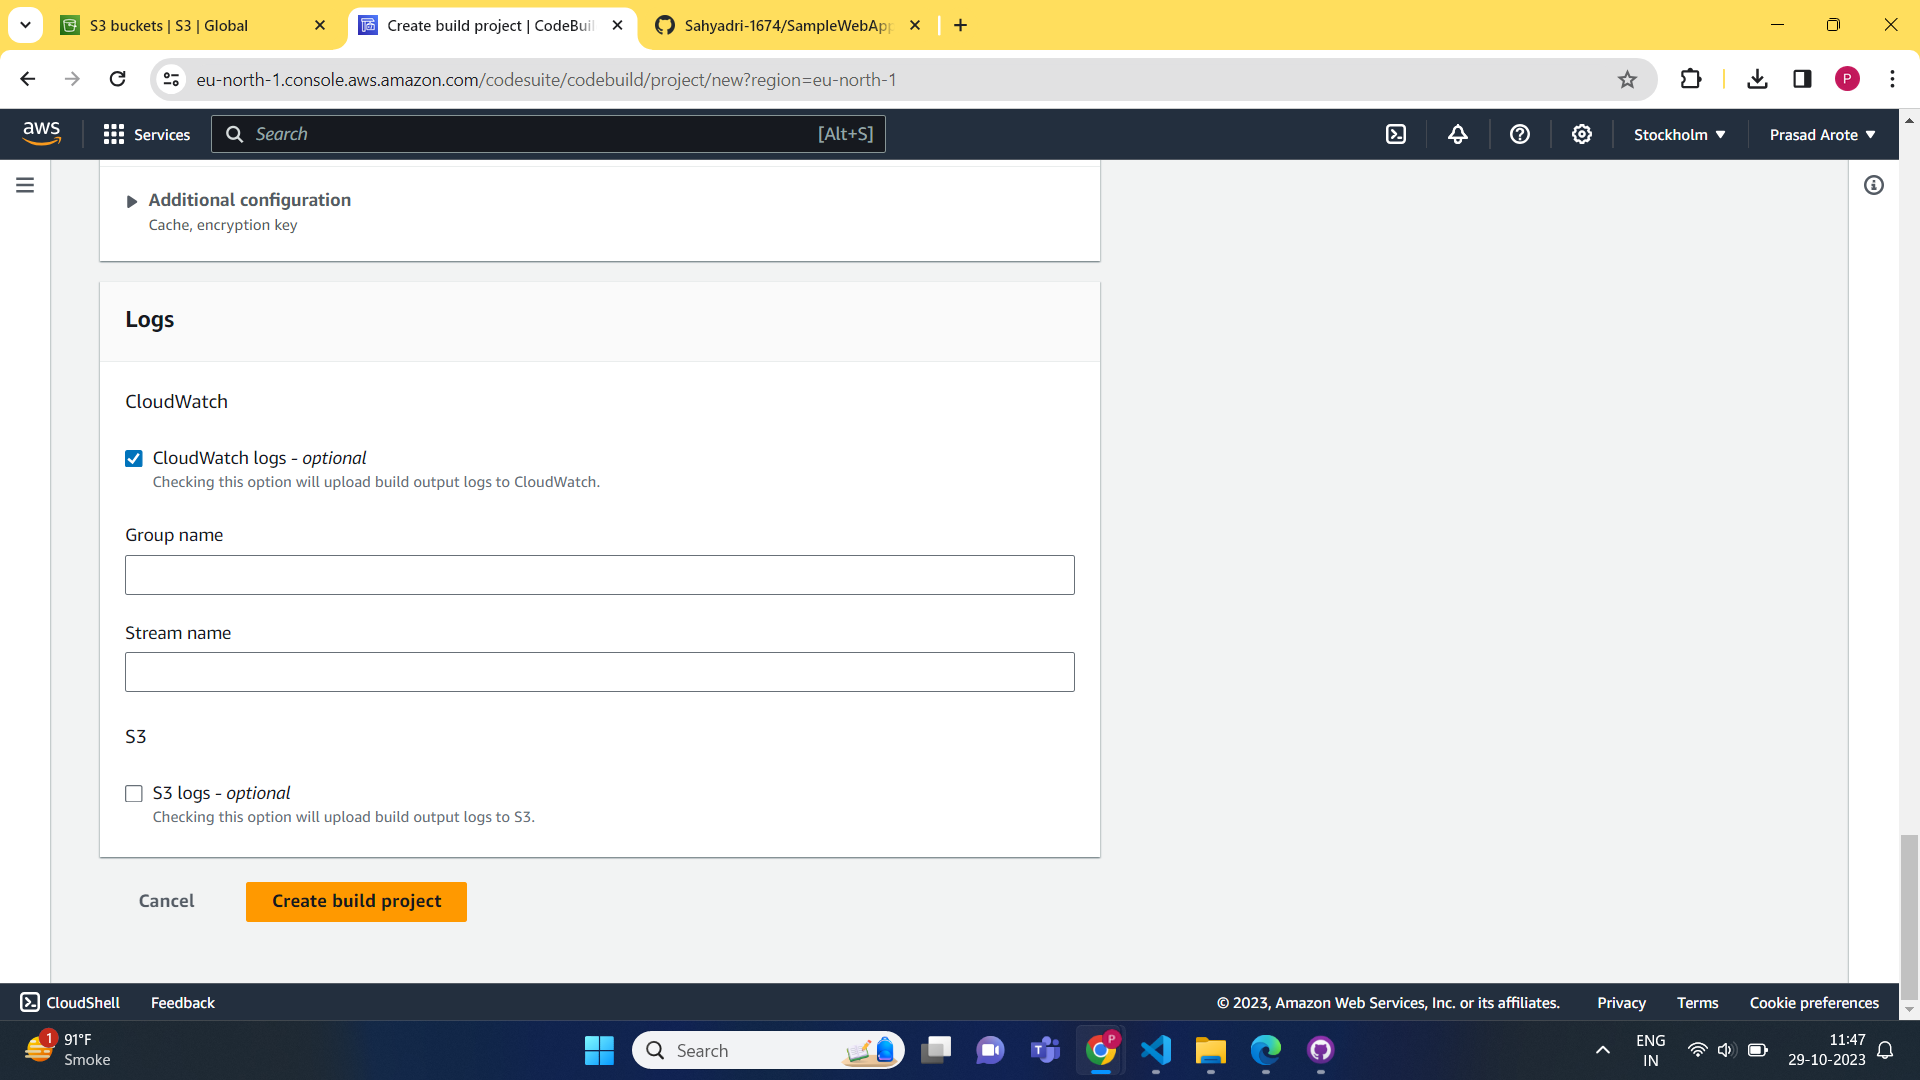 S3 buckets | S3 | Global
Create build project | CodeBuil
Sahyadri-1674/SampleWebApp
eu-north-1.console.aws.amazon.com/codesuite/codebuild/project/new?region=eu-north-1
P
aws
Services
Search
[Alt+S]
Stockholm
Prasad Arote
Additional configuration
Cache, encryption key
Logs
CloudWatch
CloudWatch logs - optional
Checking this option will upload build output logs to CloudWatch.
Group name
Stream name
S3
S3 logs - optional
Checking this option will upload build output logs to S3.
Cancel
Create build project
CloudShell
Feedback
© 2023, Amazon Web Services, Inc. or its affiliates.
Privacy
Terms
Cookie preferences
1
91°F
Smoke
Search
P
ENG
IN
11:47
29-10-2023